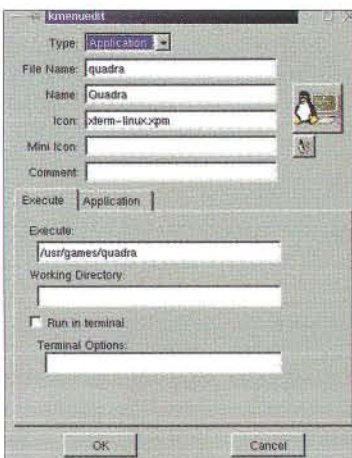 kmenuedit
Type: Application
File Name: quadra
Name: Quadra
Icon: xterm-linux.xpm
Mini Icon:
Comment:
Execute Application
Execute:
/usr/games/quadra
Working Directory:
Run in terminal
Terminal Options:
OK Cancel